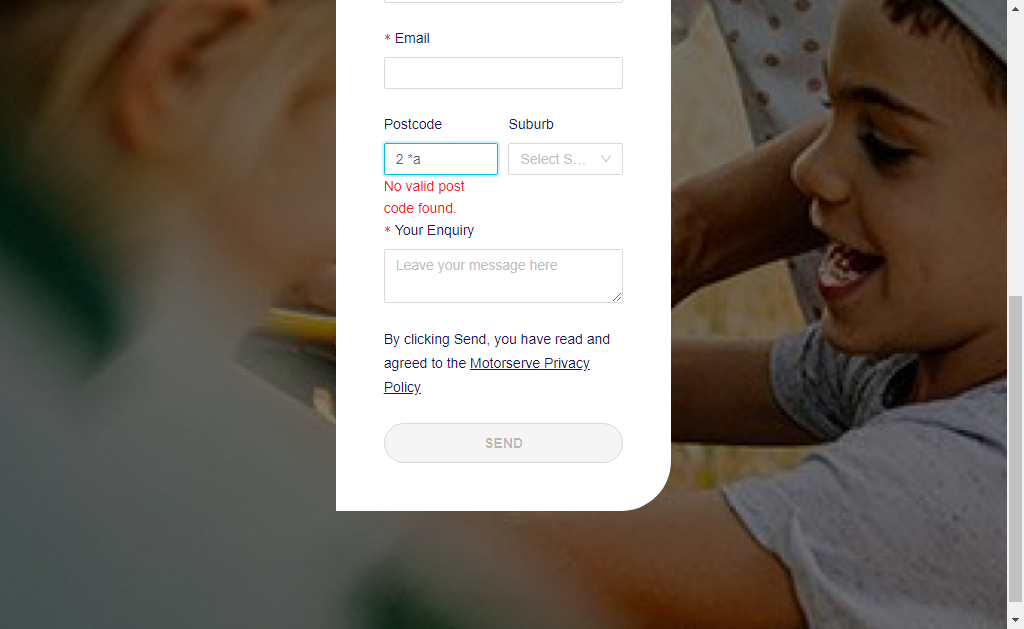 * Email
Postcode Suburb
2 *a Select S...
No valid post
code found.
* Your Enquiry
Leave your message here
By clicking Send, you have read and
agreed to the Motorserve Privacy
Policy
SEND